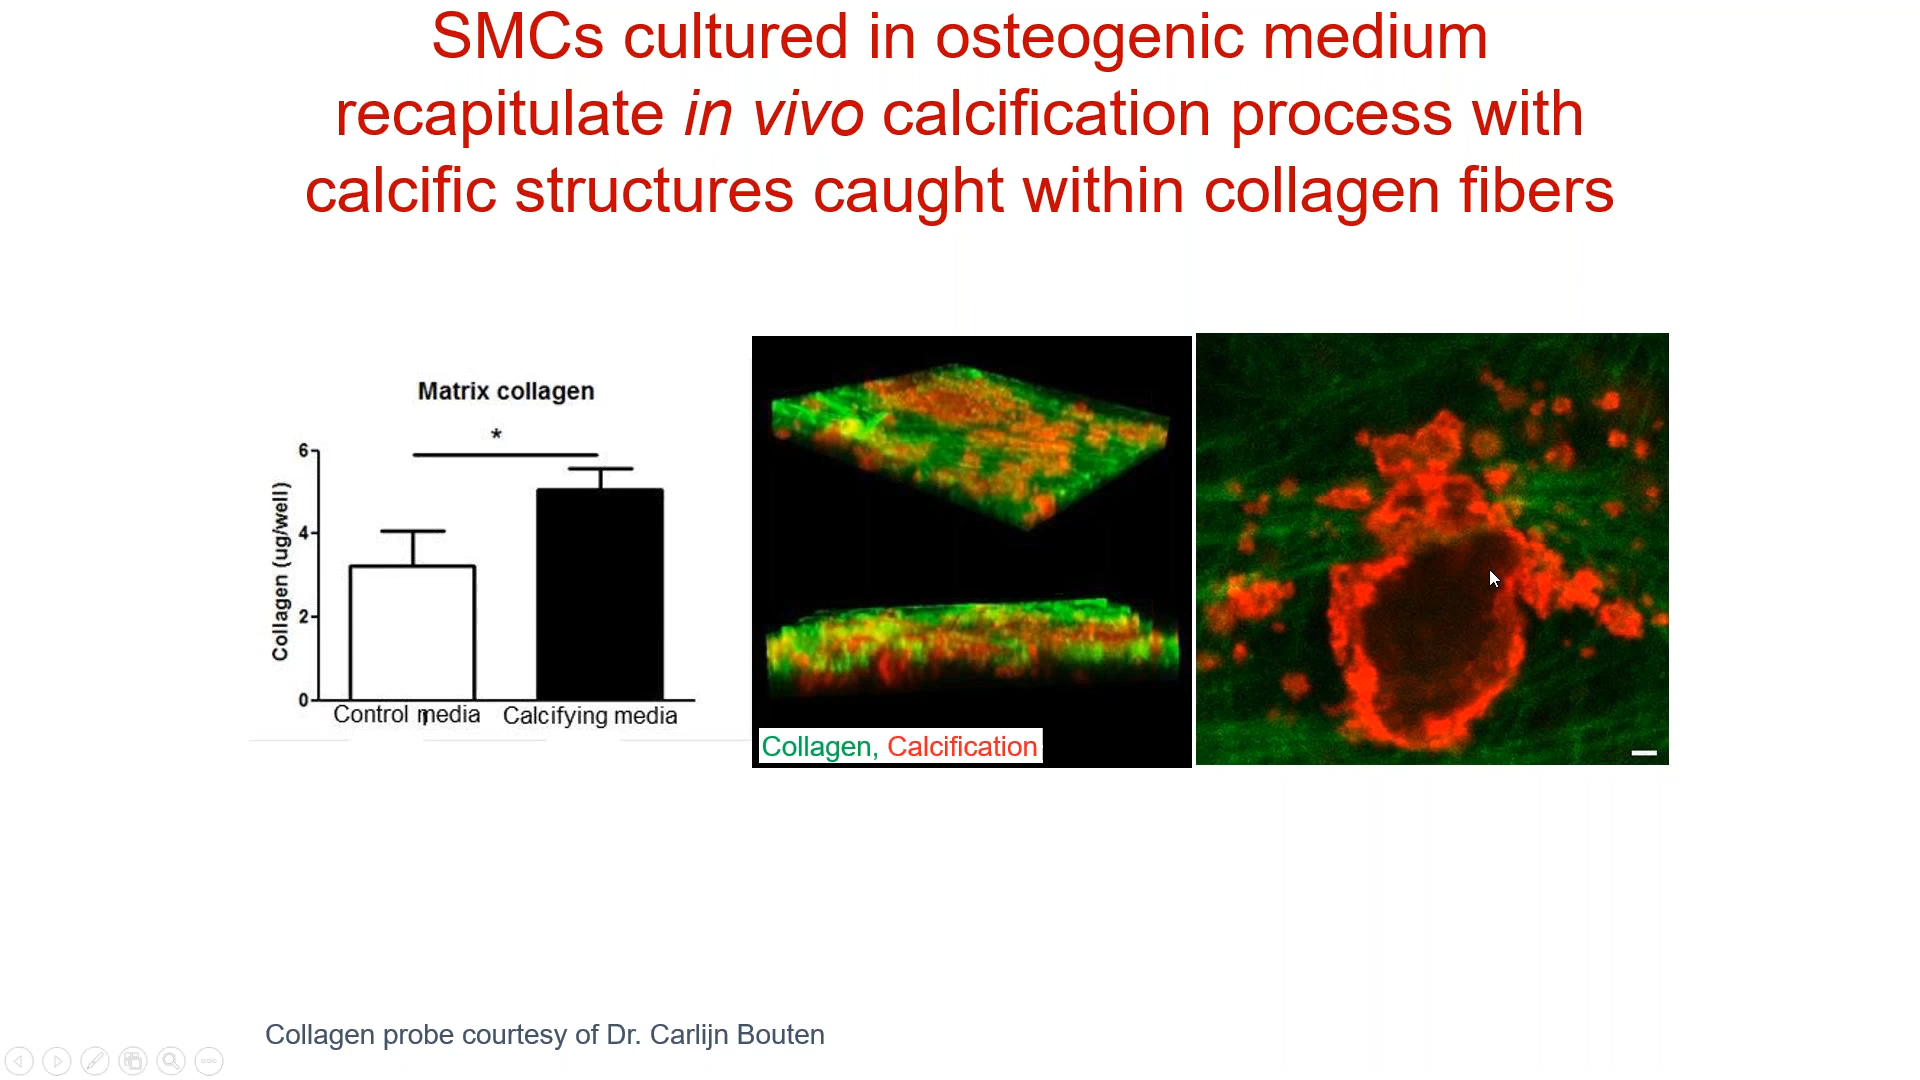 SMCs cultured in osteogenic medium
recapitulate in vivo calcification process with
calcific structures caught within collagen fibers
Matrix collagen
*
6
4
2
0
Collagen (ug/well)
Control media
Calcifying media
Collagen, Calcification
Collagen probe courtesy of Dr. Carlijn Bouten